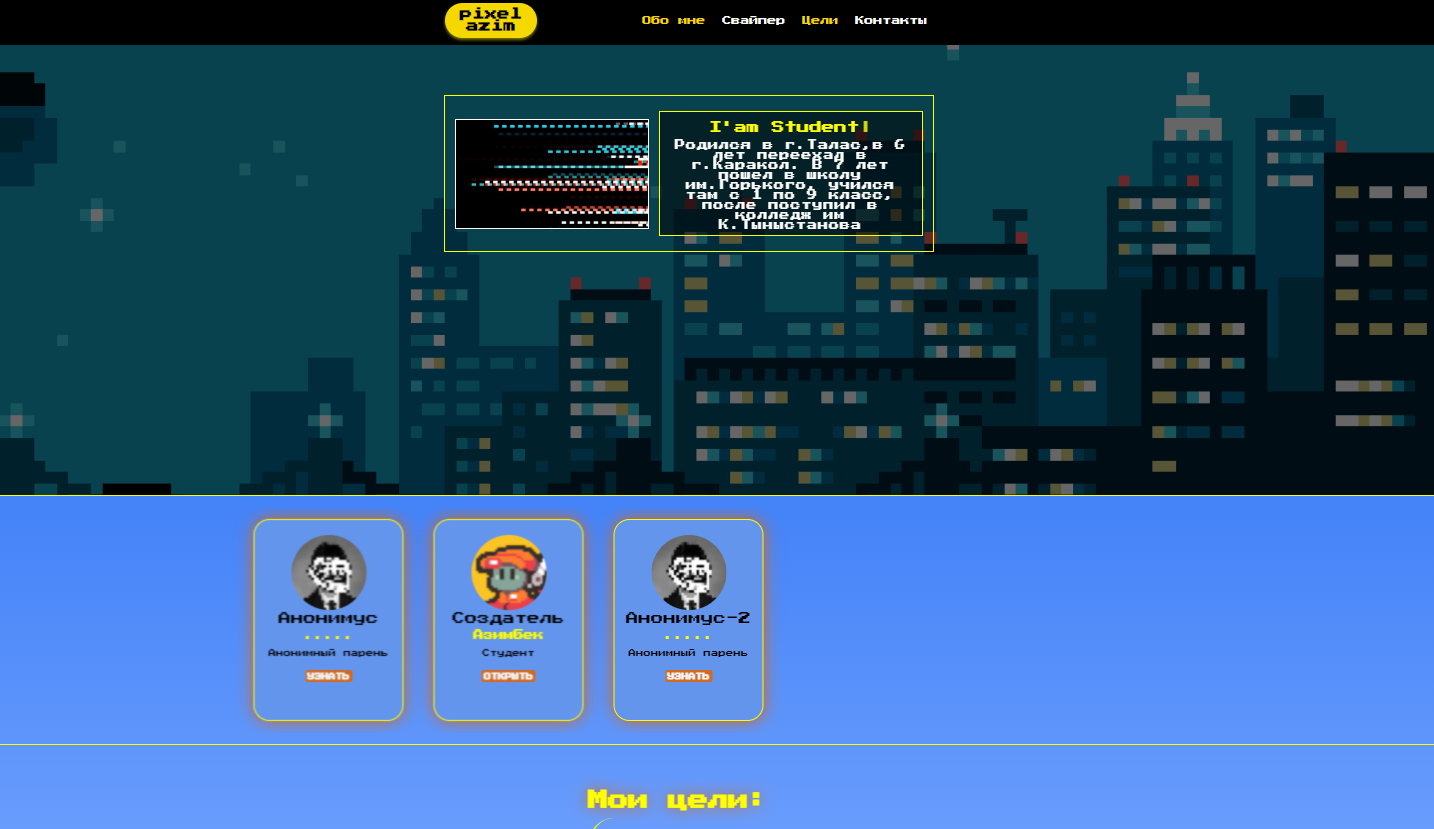 pixel
azim
Обо мне Свайпер Цели Контакты
I'am Student!
Родился в г.Талас,в 6
лет переехал в
г.Каракол. В 7 лет
пошел в школу
им.Горького, учился
там с 1 по 9 класс,
после поступил в
колледж им
К.Тыныстанова
Анонимус
.....
Анонимный парень
УЗНАТЬ
Создатель
Азимбек
Студент
ОТКРЫТЬ
Анонимус-2
.....
Анонимный парень
УЗНАТЬ
Мои цели: